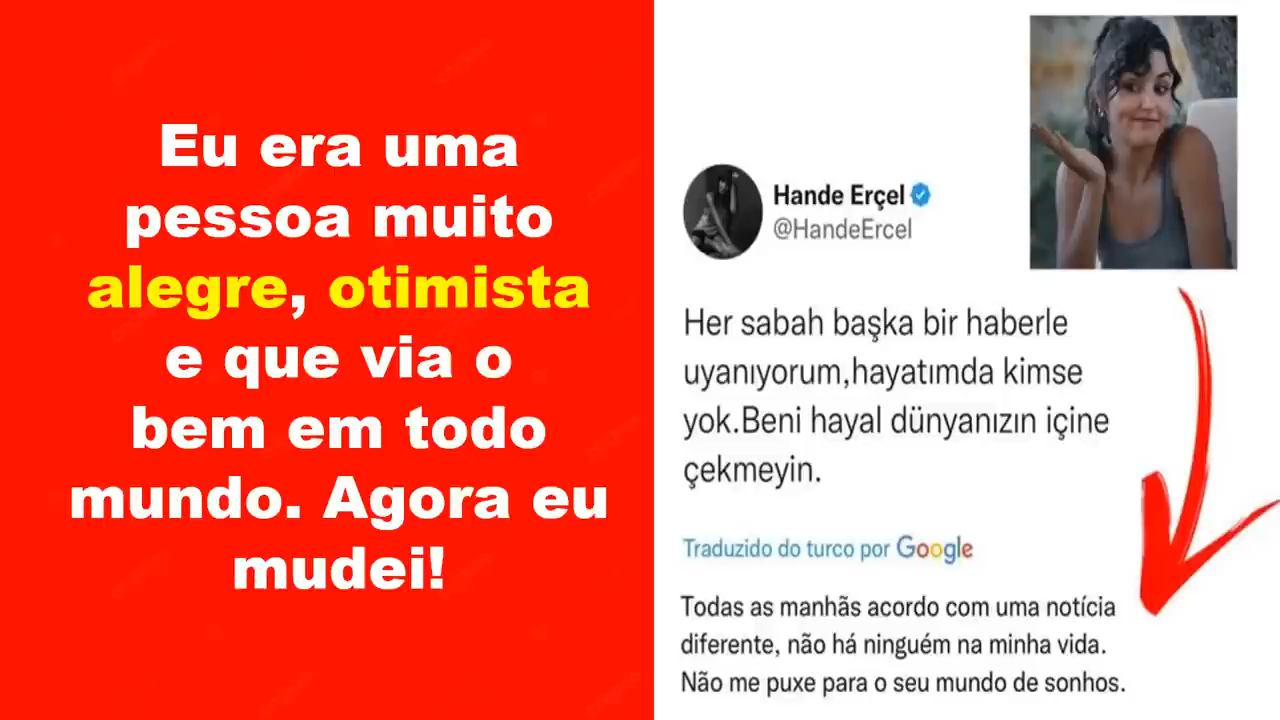 Eu era uma
pessoa muito
alegre, otimista
e que via o
bem em todo
mundo. Agora eu
mudei!
Hande Erçel
@HandeErcel
Her sabah başka bir haberle
uyanıyorum,hayatımda kimse
yok.Beni hayal dünyanızın içine
çekmeyin.
Traduzido do turco por Google
Todas as manhãs acordo com uma notícia
diferente, não há ninguém na minha vida.
Não me puxe para o seu mundo de sonhos.